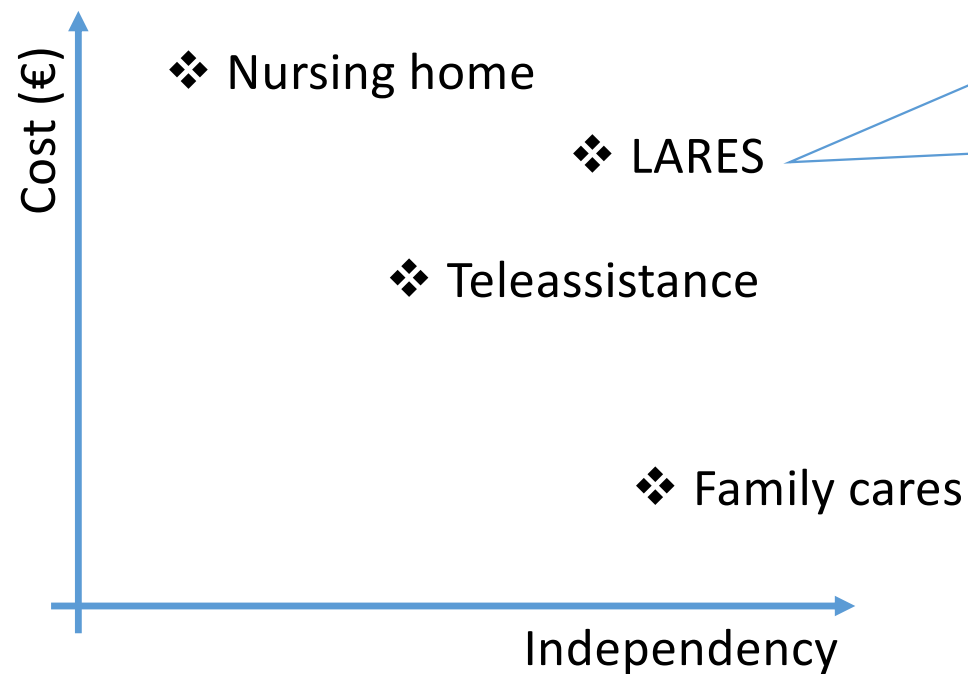 Cost (€)
❖ Nursing home
❖ LARES
❖ Teleassistance
❖ Family cares
Independency